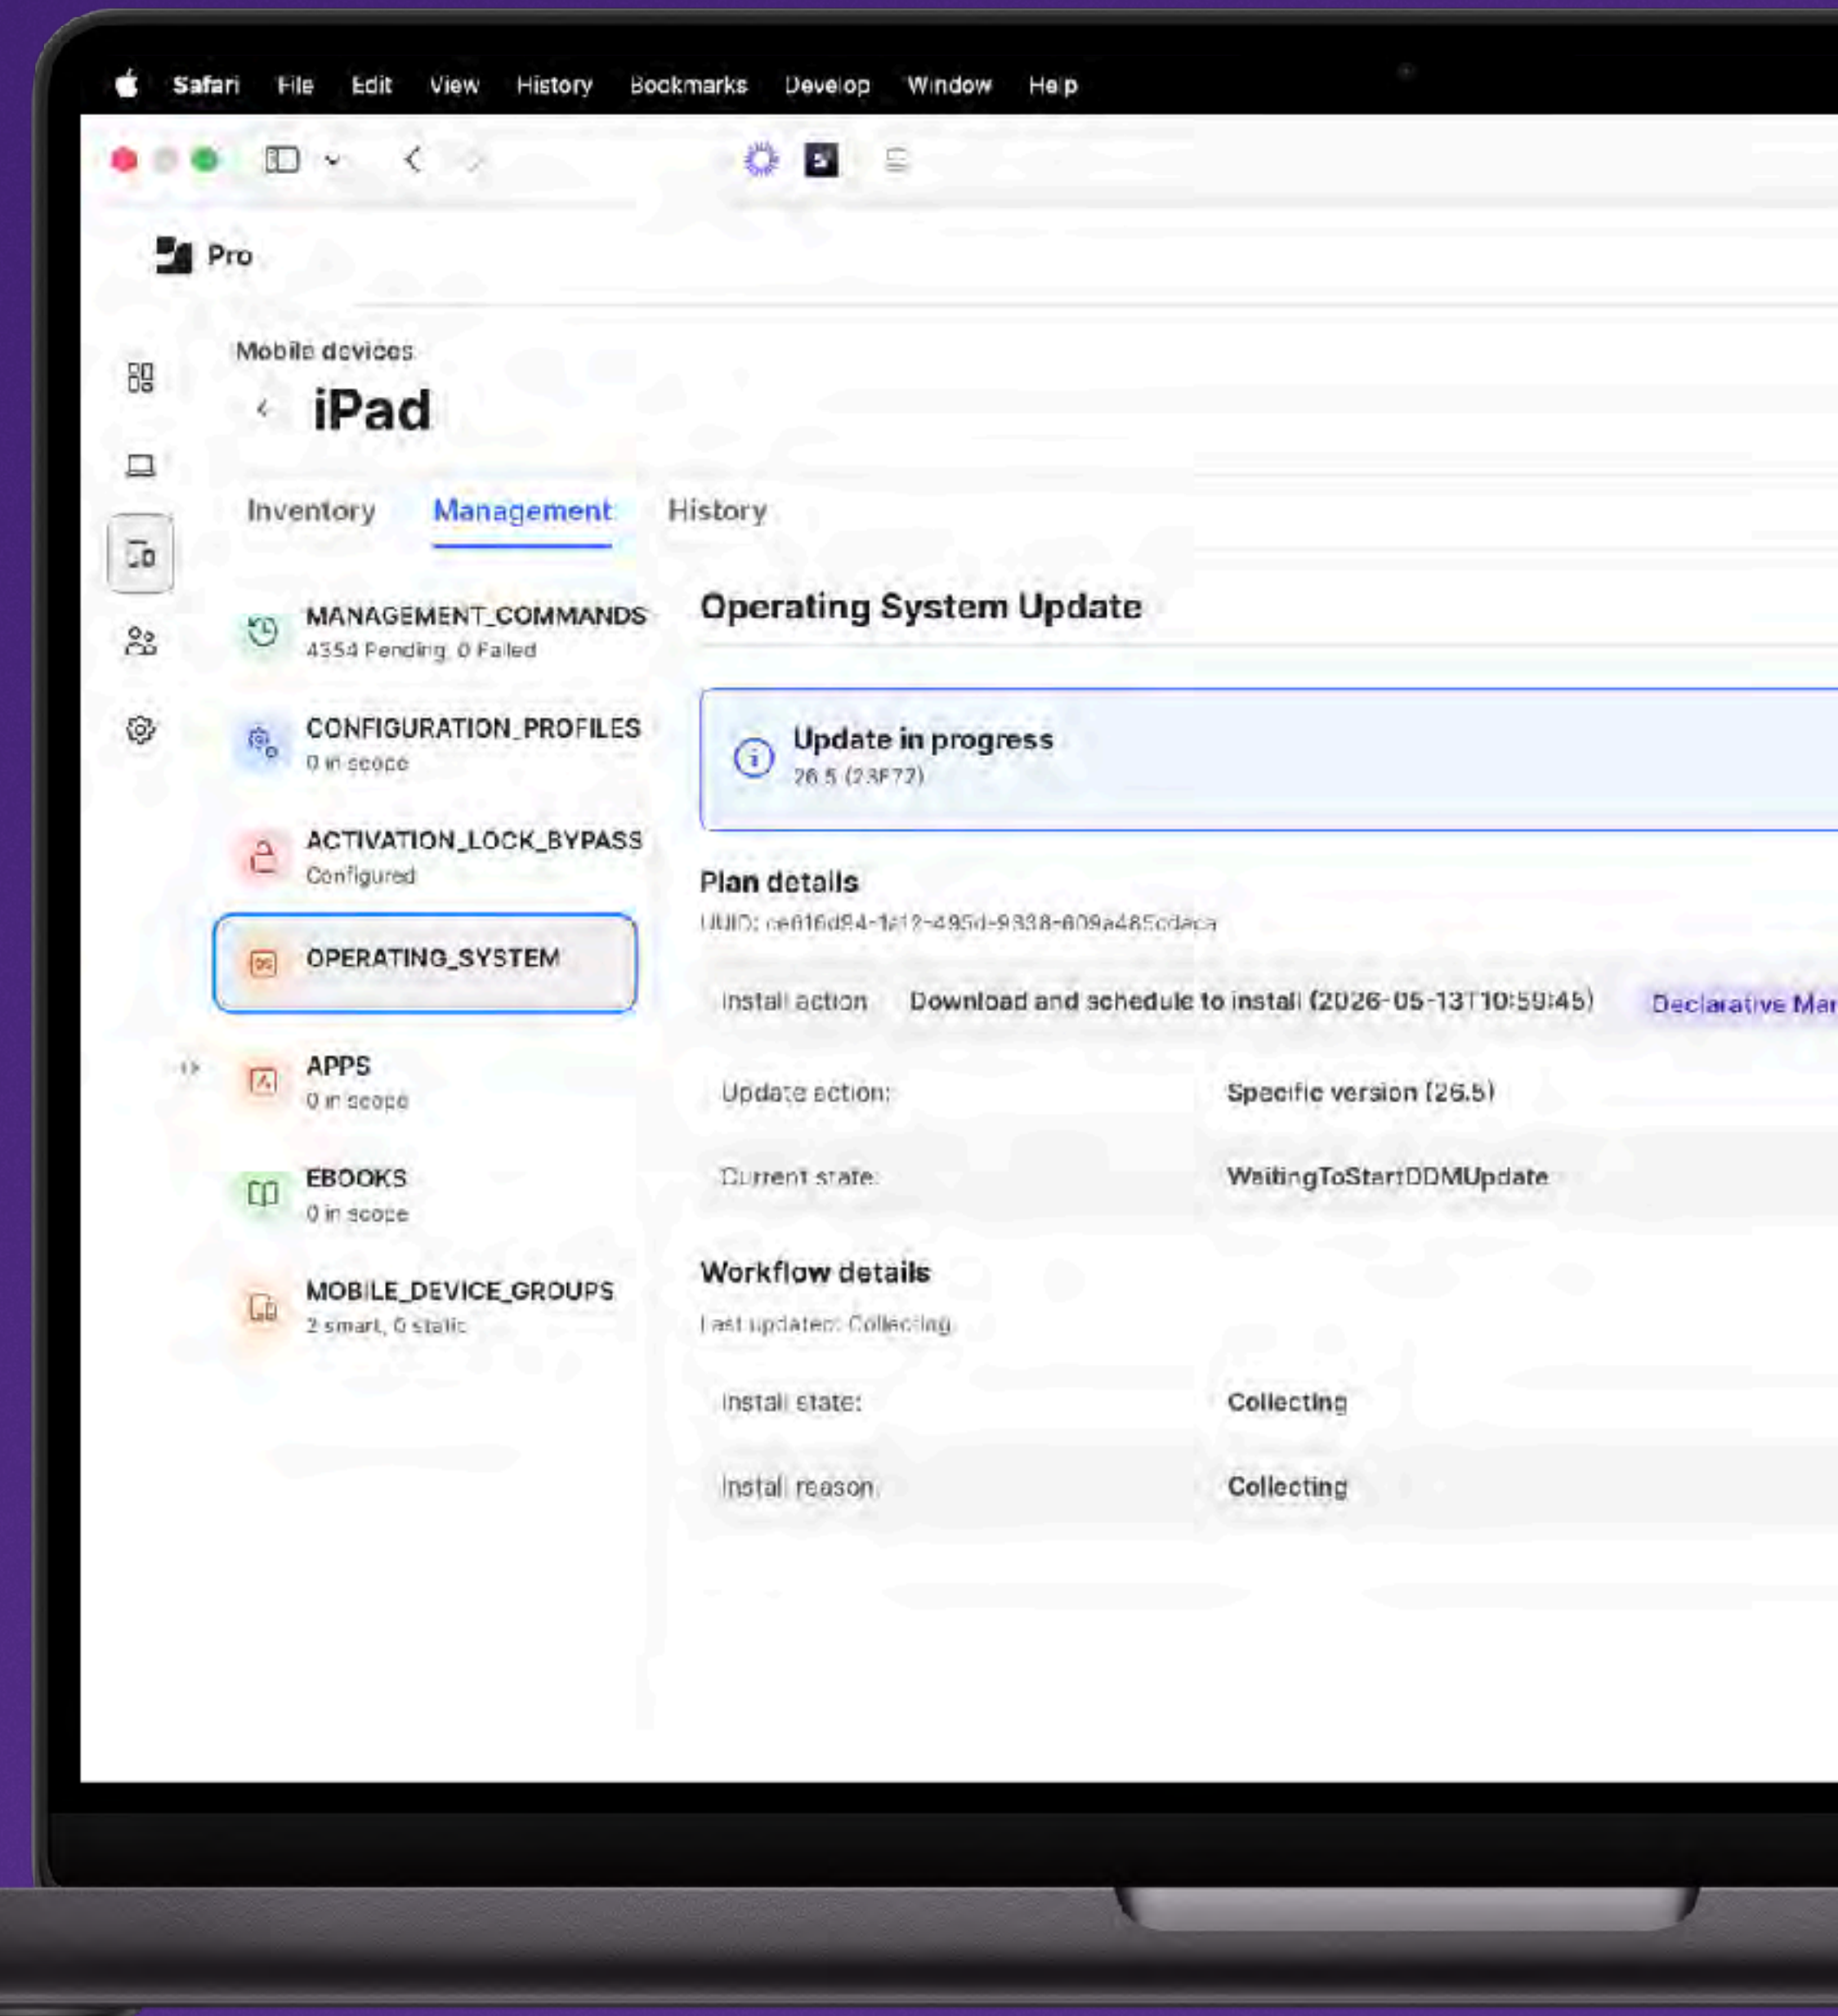 Safari File Edit View History Bookmarks Develop Window Help
Pro
Mobile devices
iPad
Inventory Management History
MANAGEMENT_COMMANDS
4354 Pending, 0 Failed
CONFIGURATION_PROFILES
0 in scope
ACTIVATION_LOCK_BYPASS
Configured
OPERATING_SYSTEM
APPS
0 in scope
EBOOKS
0 in scope
MOBILE_DEVICE_GROUPS
2 smart, 0 static
Operating System Update
Update in progress
26.5 (23F77)
Plan details
UUID:
Install action Download and schedule to install (2026-05-13T10:59:45) Declarative
Update action: Specific version (26.5)
Current state: WaitingToStartDDMUpdate
Workflow details
Last updated: Collecting
Install state: Collecting
Install reason: Collecting